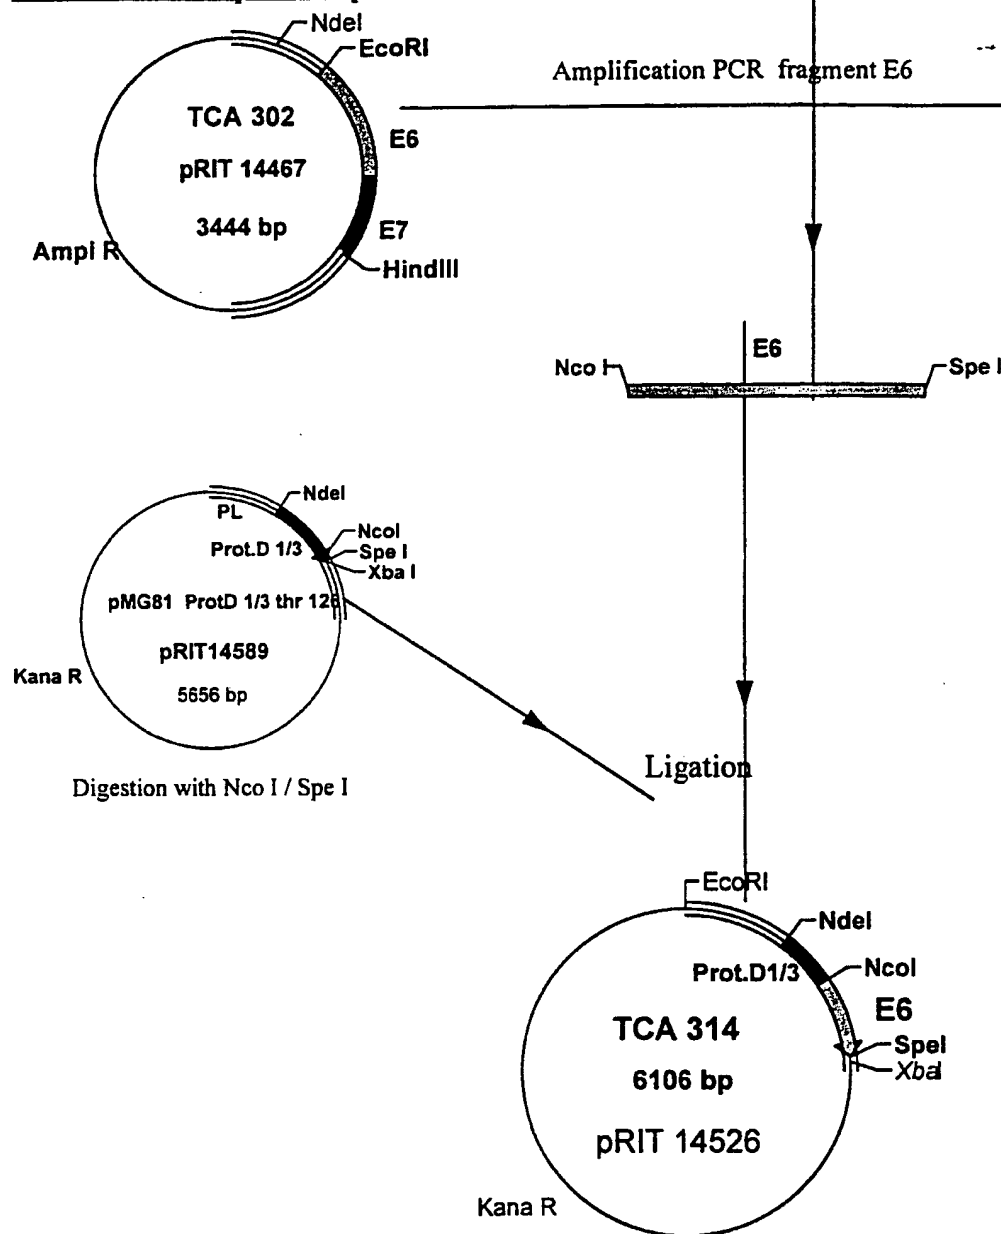 NdeI
EcoRI
Amplification PCR fragment E6
TCA 302
pRIT 14467
3444 bp
E6
E7
Ampi R
HindIII
E6
Nco I
Spe I
NdeI
PL
NcoI
Prot.D 1/3
Spe I
Xba I
pMG81 ProtD 1/3 thr 126
pRIT14589
5656 bp
Kana R
Digestion with Nco I / Spe I
Ligation
EcoRI
NdeI
Prot.D1/3
NcoI
E6
TCA 314
SpeI
XbaI
6106 bp
pRIT 14526
Kana R